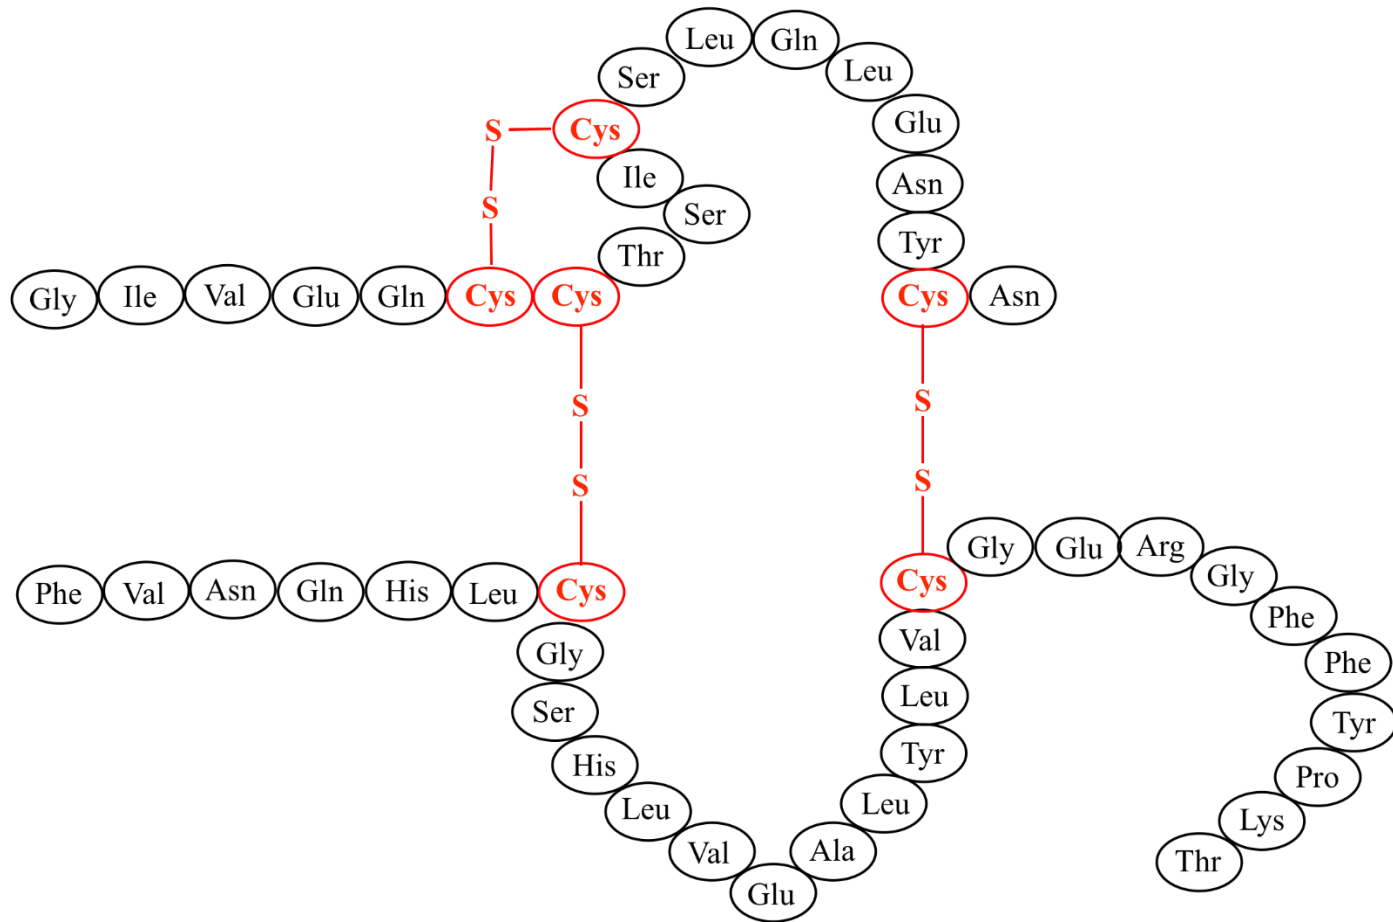 Gly Ile Val Glu Gln Cys Cys Thr Ser Ile Cys Ser Leu Gln Leu Glu Asn Tyr Cys Asn
S
S
S
S
S
S
Phe Val Asn Gln His Leu Cys Gly Ser His Leu Val Glu Ala Leu Tyr Leu Val Cys Gly Glu Arg Gly Phe Phe Tyr Pro Lys Thr